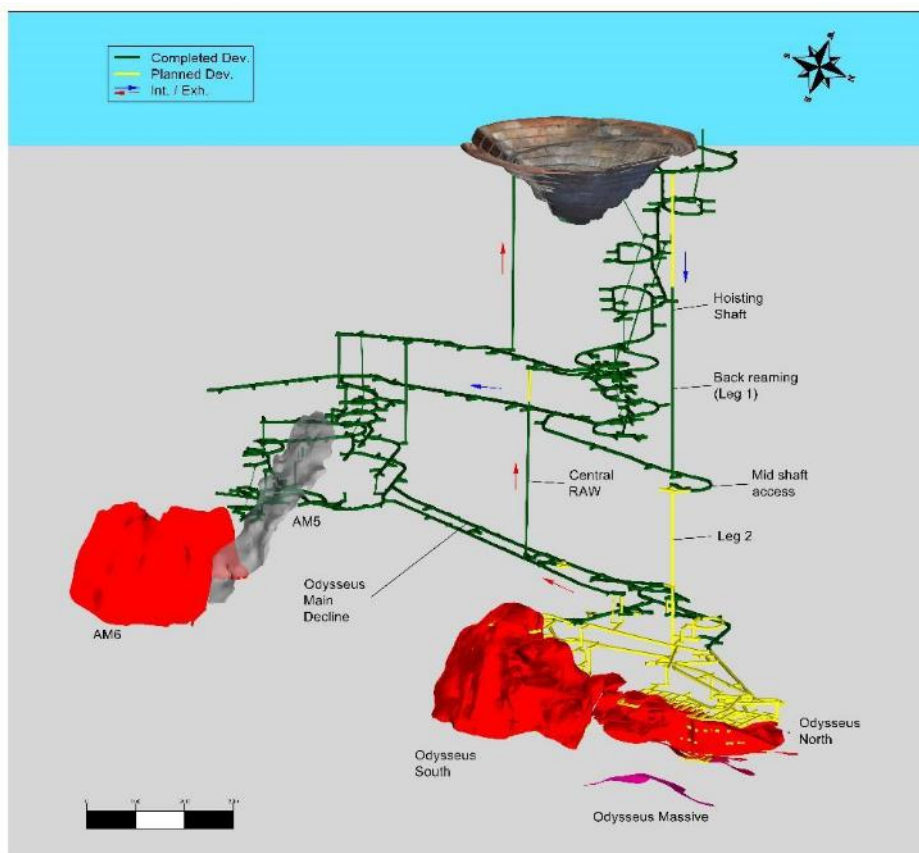 Completed Dev.
Planned Dev.
Int. / Exh.
Hoisting
Shaft
Back reaming
(Leg 1)
Mid shaft
access
Central
RAW
Leg 2
AM5
Odysseus
Main
Decline
AM6
Odysseus
South
Odysseus
North
Odysseus Massive